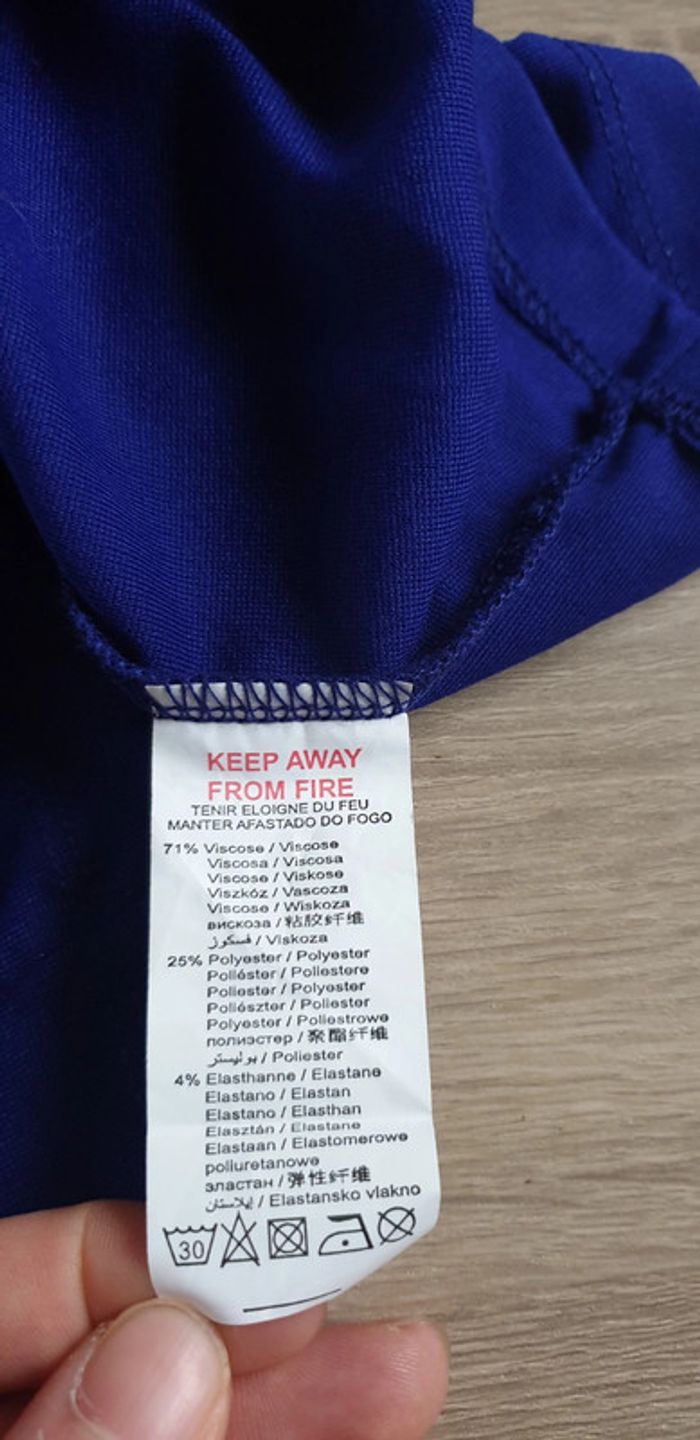 KEEP AWAY
FROM FIRE
TENIR ELOIGNE DU FEU
MANTER AFASTADO DO FOGO
71% Viscose / Viscose
Viscosa / Viscosa
Viscose / Viskose
Viszkóz / Vascoza
Viscose / Wiskoza
вискоза / 粘胶纤维
فسكوز / Viskoza
25% Polyester / Polyester
Poliéster / Poliestere
Poliester / Polyester
Poliészter / Poliester
Polyester / Poliestrowe
полиэстер / 聚酯纤维
بوليستر / Poliester
4% Elasthanne / Elastane
Elastano / Elastan
Elastano / Elasthan
Elasztán / Elastane
Elastaan / Elastomerowe
poliuretanowe
эластан / 弹性纤维
إيلاستان / Elastansko vlakno
30